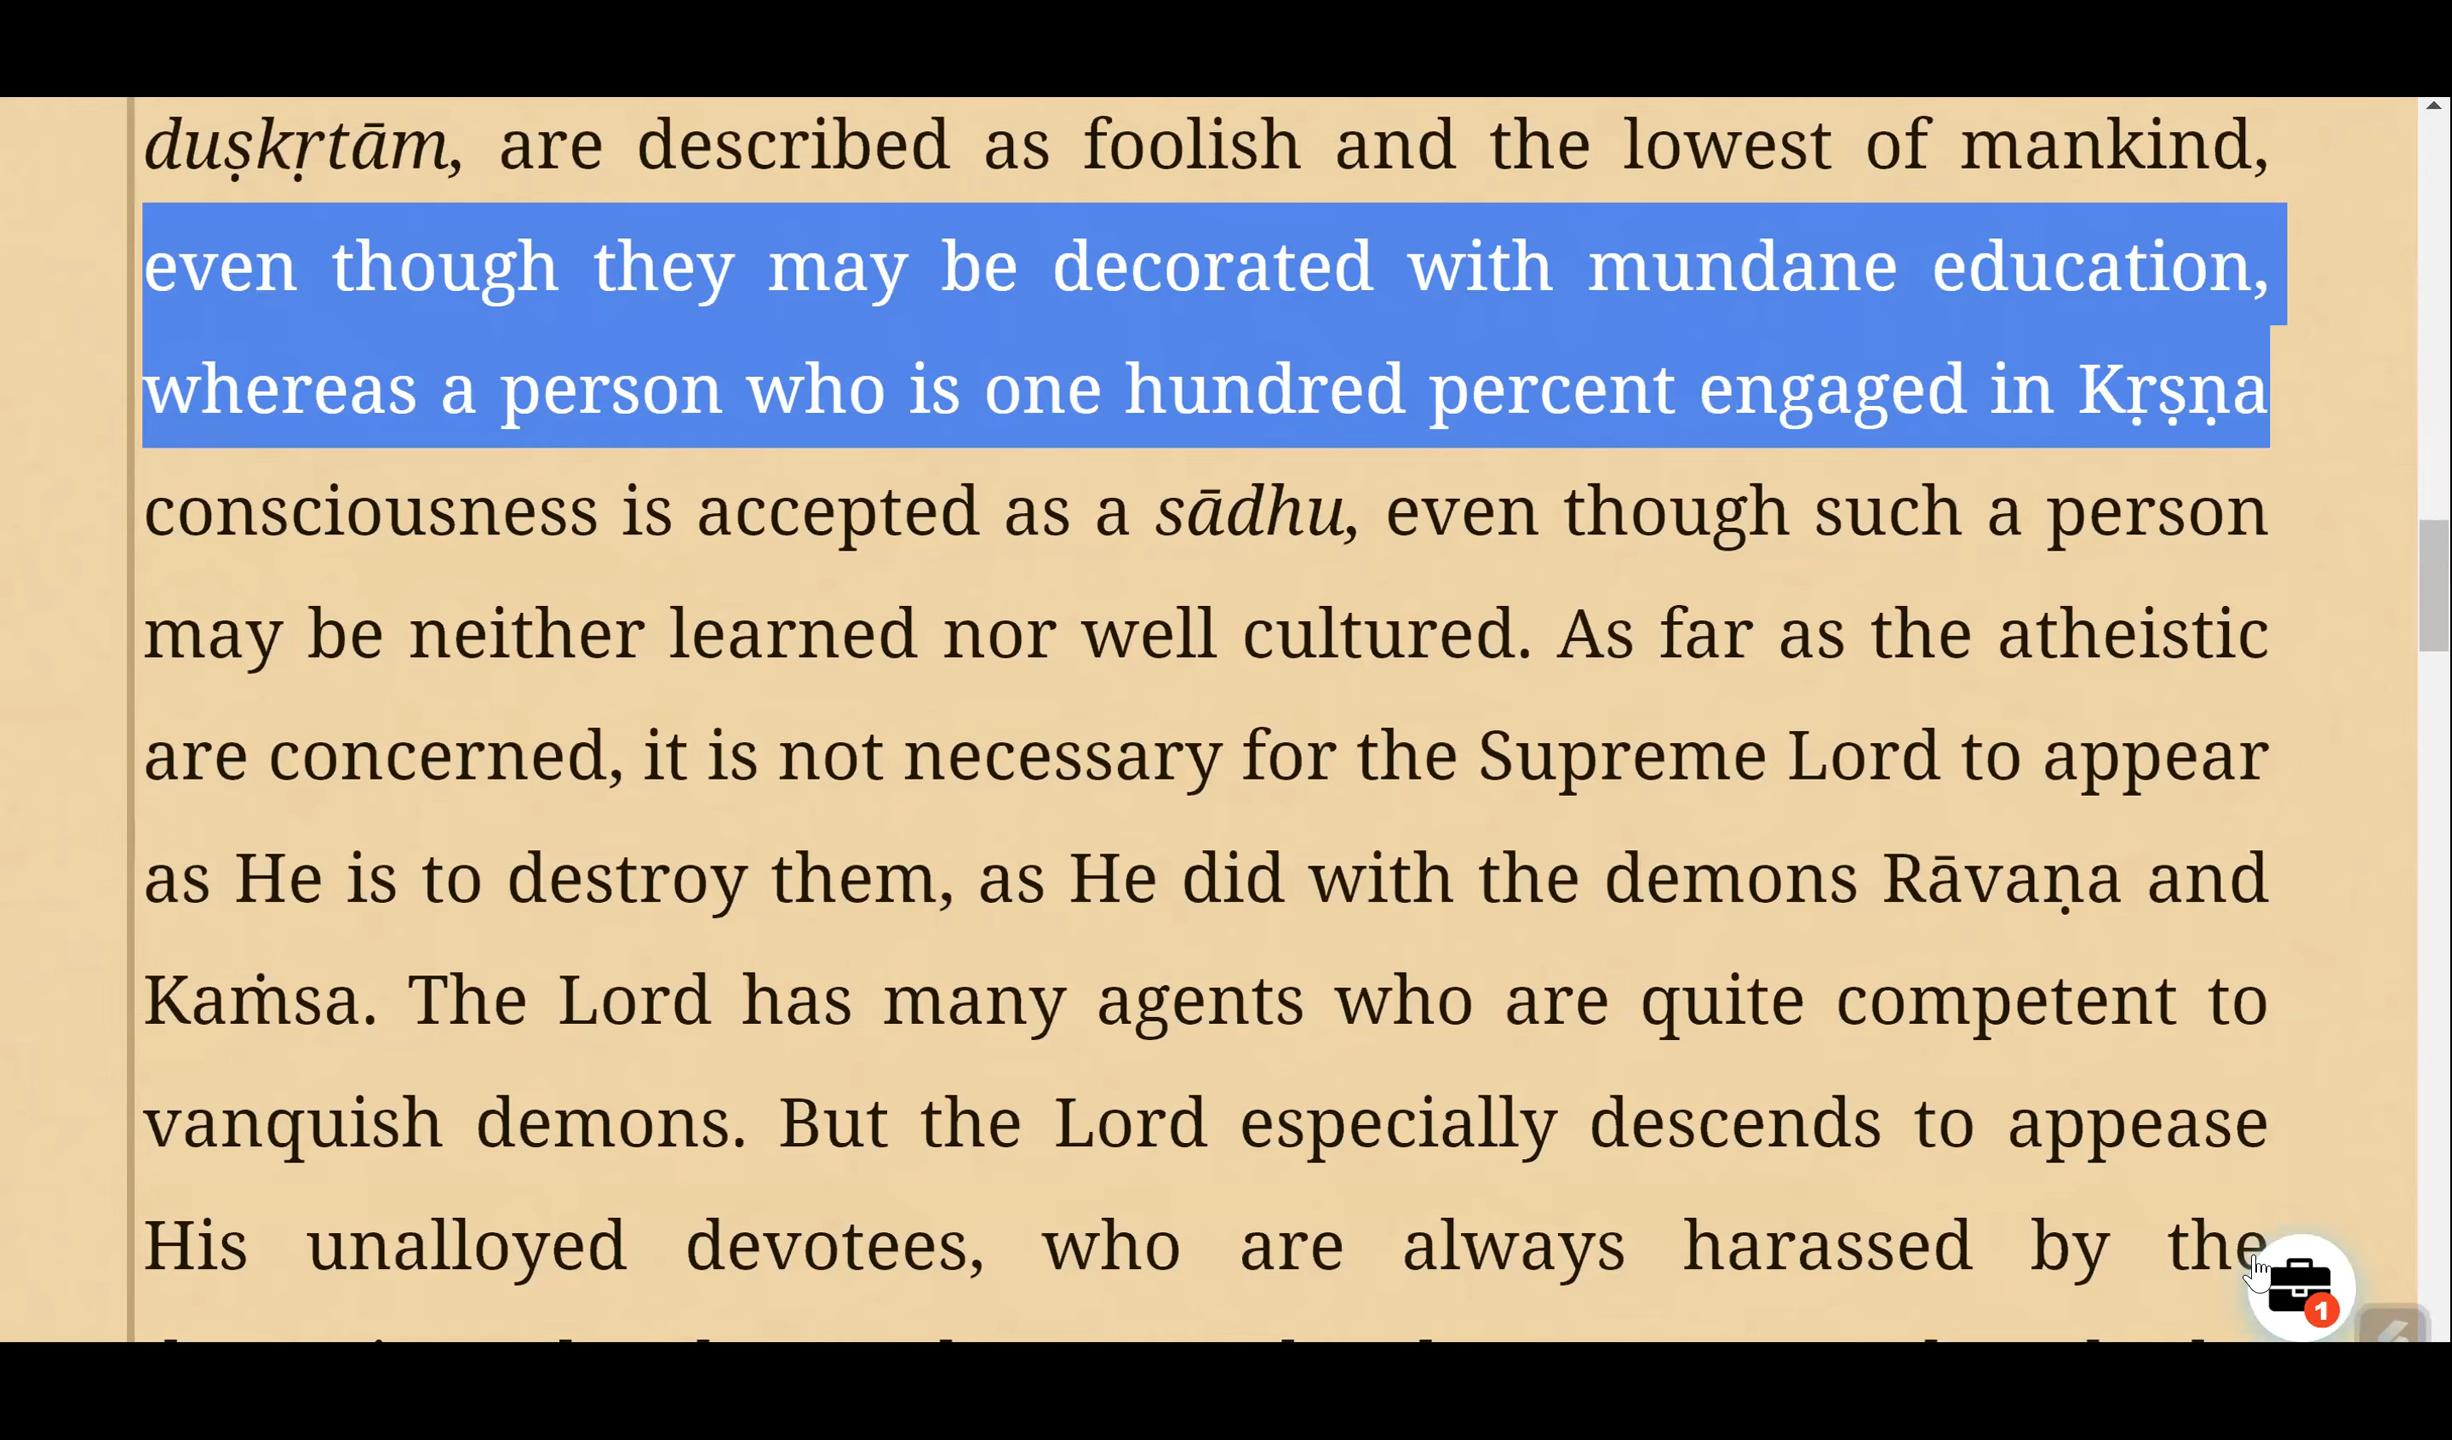 duṣkṛtām, are described as foolish and the lowest of mankind,
even though they may be decorated with mundane education,
whereas a person who is one hundred percent engaged in Kṛṣṇa
consciousness is accepted as a sādhu, even though such a person
may be neither learned nor well cultured. As far as the atheistic
are concerned, it is not necessary for the Supreme Lord to appear
as He is to destroy them, as He did with the demons Rāvaṇa and
Kaṁsa. The Lord has many agents who are quite competent to
vanquish demons. But the Lord especially descends to appease
His unalloyed devotees, who are always harassed by the
1